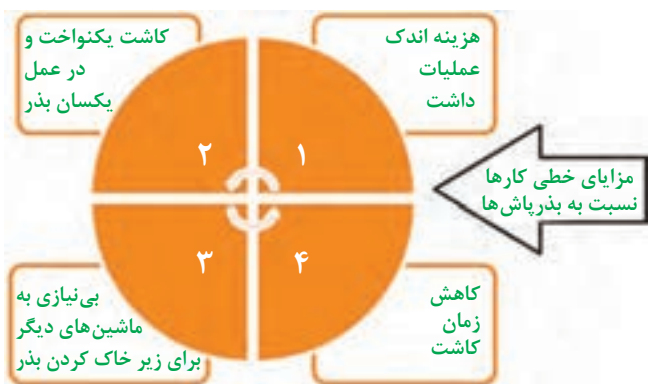 هزینه اندک
عملیات
داشت
۱
کاشت یکنواخت و
در عمل
یکسان بذر
۲
مزایای خطی کارها
نسبت به بذرپاش‌ها
بی‌نیازی به
ماشین‌های دیگر
برای زیر خاک کردن بذر
۳
کاهش
زمان
کاشت
۴